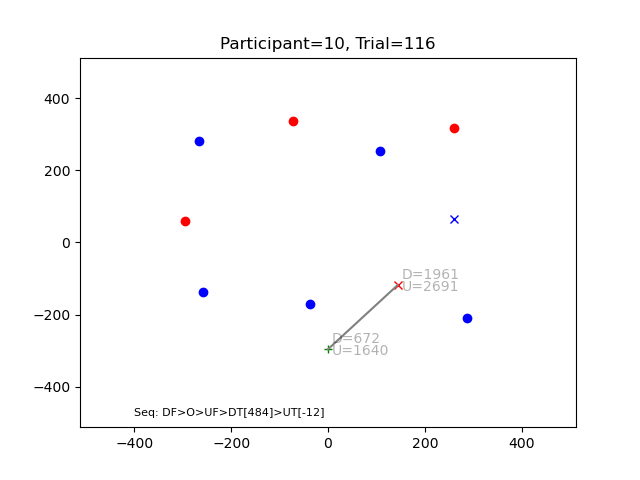 Participant=10, Trial=116
400
200
0
−200
−400
D=1961
U=2691
D=672
U=1640
Seq: DF>O>UF>DT[484]>UT[-12]
−400
−200
0
200
400